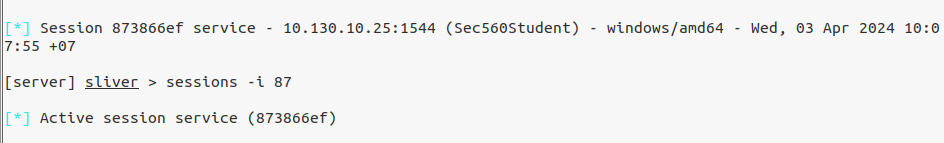 [*] Session 873866ef service - 10.130.10.25:1544 (Sec560Student) - windows/amd64 - Wed, 03 Apr 2024 10:0
7:55 +07
[server] sliver > sessions -i 87
[*] Active session service (873866ef)